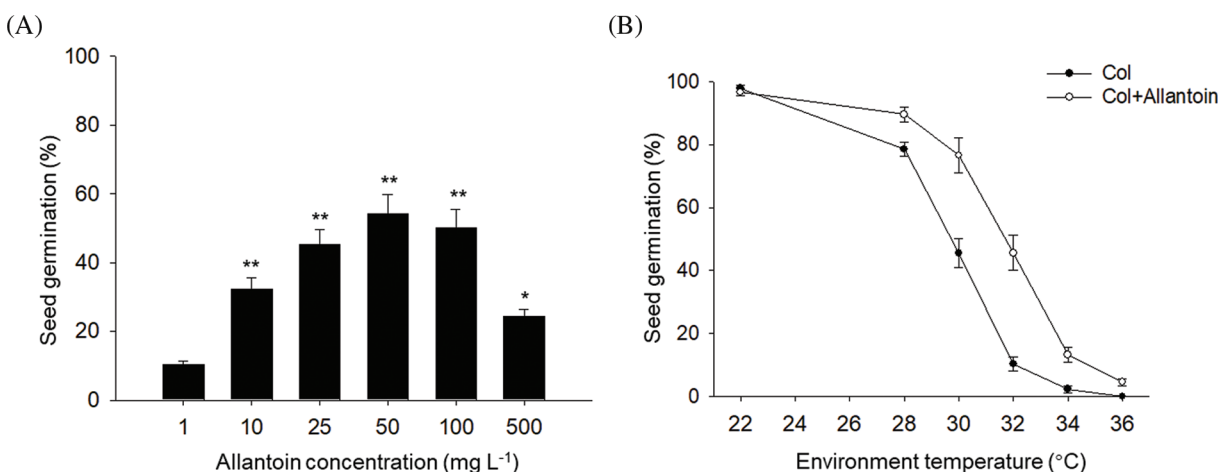 (A)
100
80
60
40
20
0
Seed germination (%)
**
**
**
**
*
1 10 25 50 100 500
Allantoin concentration (mg L⁻¹)
(B)
100
80
60
40
20
0
Seed germination (%)
Col
Col+Allantoin
22 24 26 28 30 32 34 36
Environment temperature (°C)